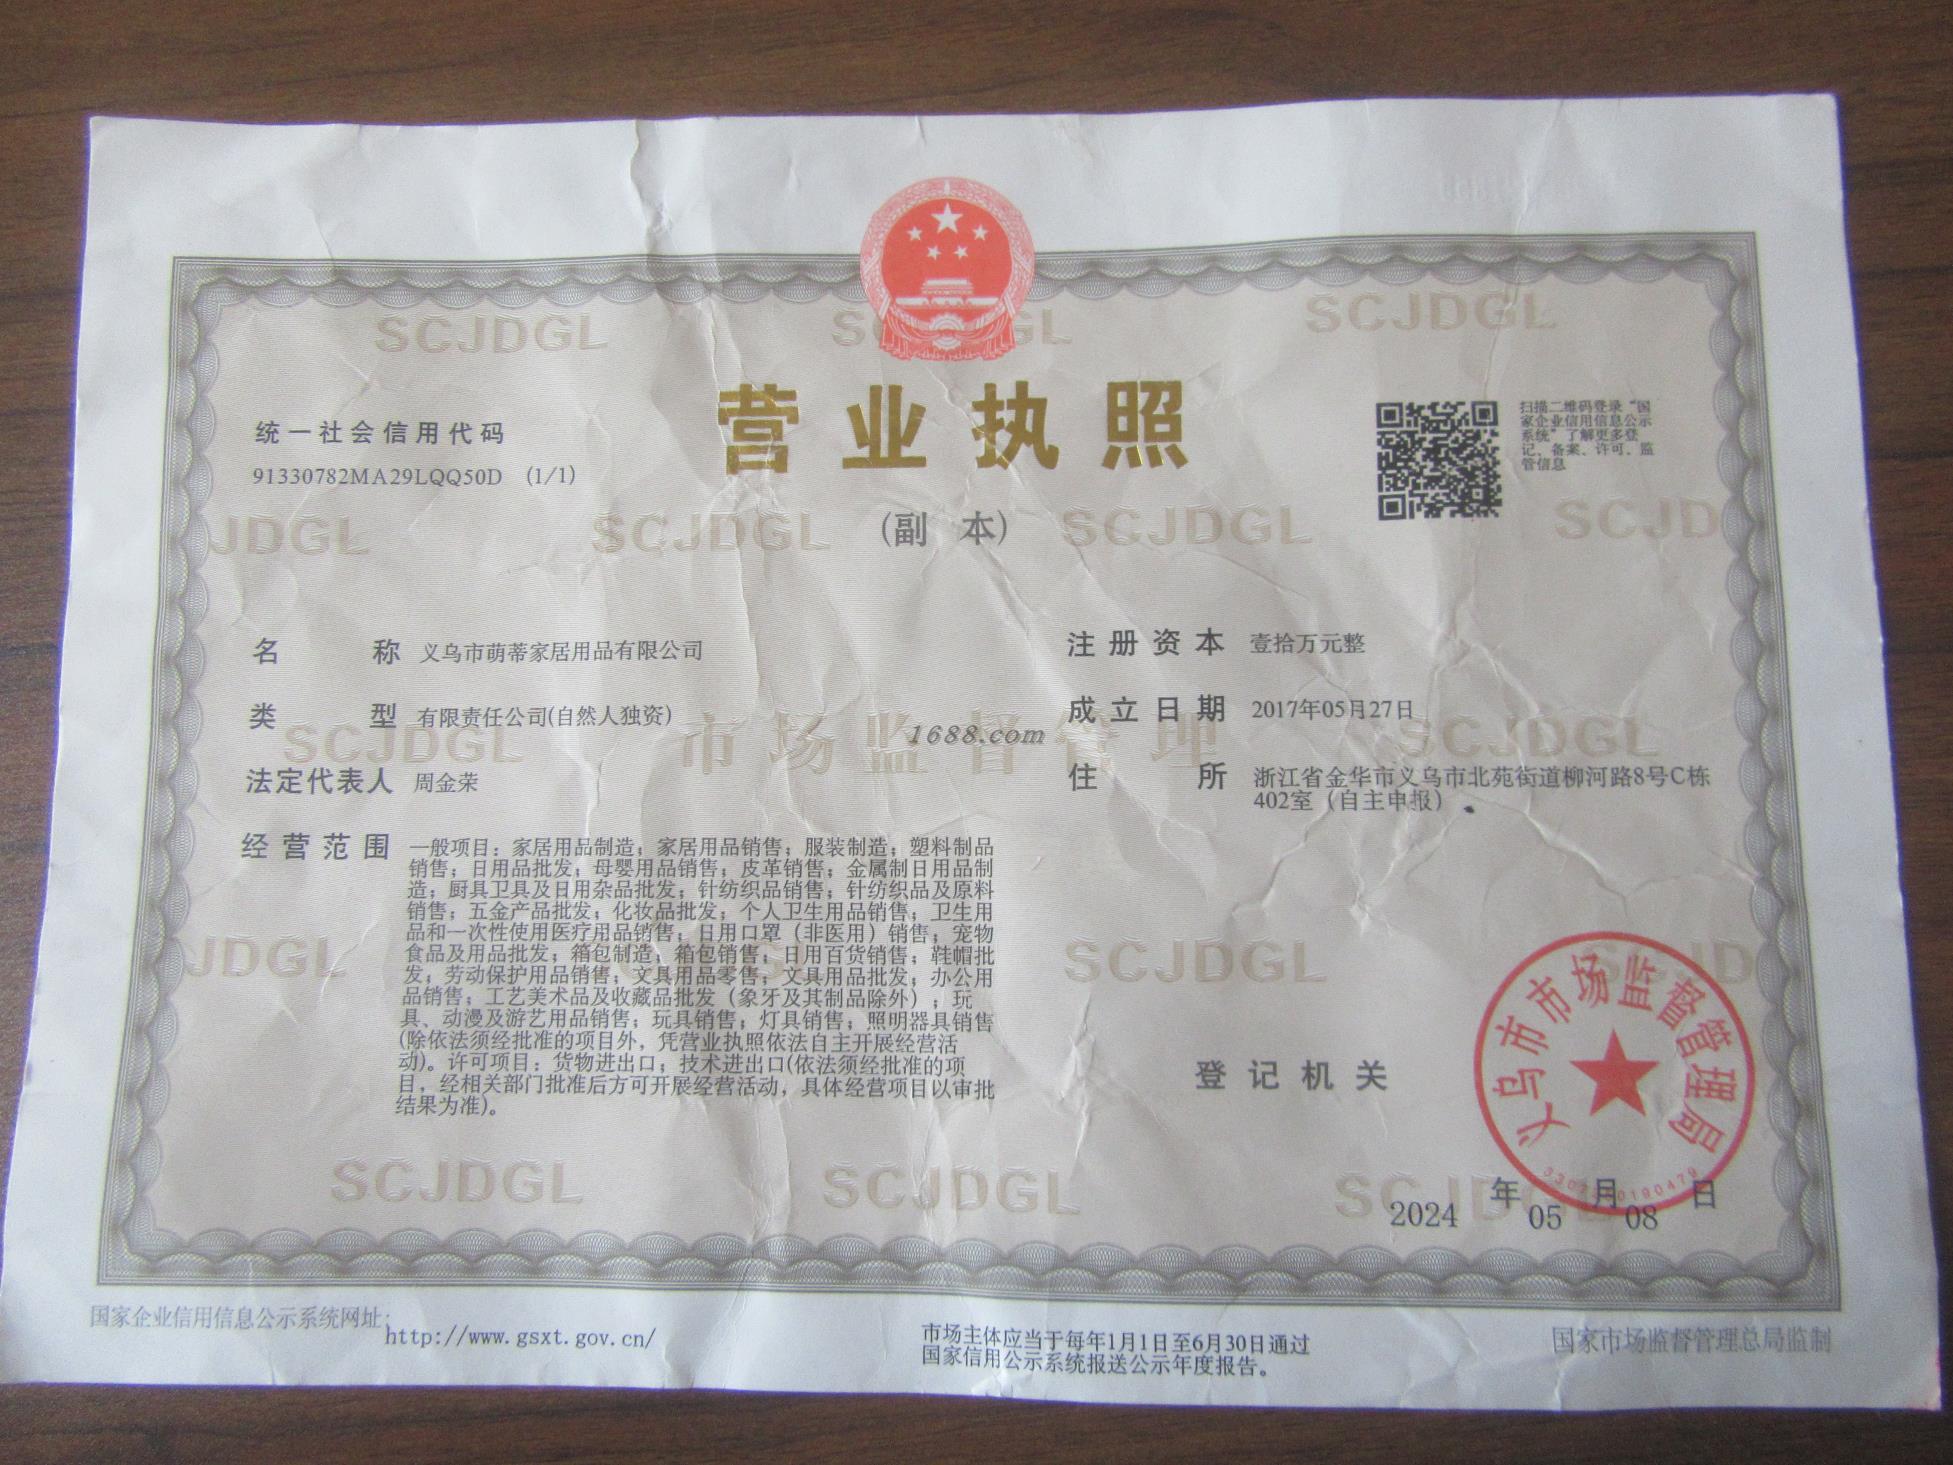 营业执照
(副 本)
统一社会信用代码
91330782MA29LQQ50D (1/1)
扫描二维码登录“国
家企业信用信息公示
系统”了解更多登
记、备案、许可、监
管信息
名 称 义乌市萌蒂家居用品有限公司
类 型 有限责任公司(自然人独资)
法定代表人 周金荣
经营范围 一般项目：家居用品制造；家居用品销售；服装制造；塑料制品
销售；日用品批发；母婴用品销售；皮革销售；金属制日用品制
造；厨具卫具及日用杂品批发；针纺织品销售；针纺织品及原料
销售；五金产品批发；化妆品批发；个人卫生用品销售；卫生用
品和一次性使用医疗用品销售；日用口罩（非医用）销售；宠物
食品及用品批发；箱包制造；箱包销售；日用百货销售；鞋帽批
发；劳动保护用品销售；文具用品零售；文具用品批发；办公用
品销售；工艺美术品及收藏品批发（象牙及其制品除外）；玩
具、动漫及游艺用品销售；玩具销售；灯具销售；照明器具销售
(除依法须经批准的项目外，凭营业执照依法自主开展经营活
动)。许可项目：货物进出口；技术进出口(依法须经批准的项
目，经相关部门批准后方可开展经营活动，具体经营项目以审批
结果为准)。
注册资本 壹拾万元整
成立日期 2017年05月27日
住 所 浙江省金华市义乌市北苑街道柳河路8号C栋
402室（自主申报）
1688.com
市场监督管理
SCJDGL
登记机关
义乌市市场监督管理局
2024年05月08日
国家企业信用信息公示系统网址:
http://www.gsxt.gov.cn/
市场主体应当于每年1月1日至6月30日通过
国家信用公示系统报送公示年度报告。
国家市场监督管理总局监制